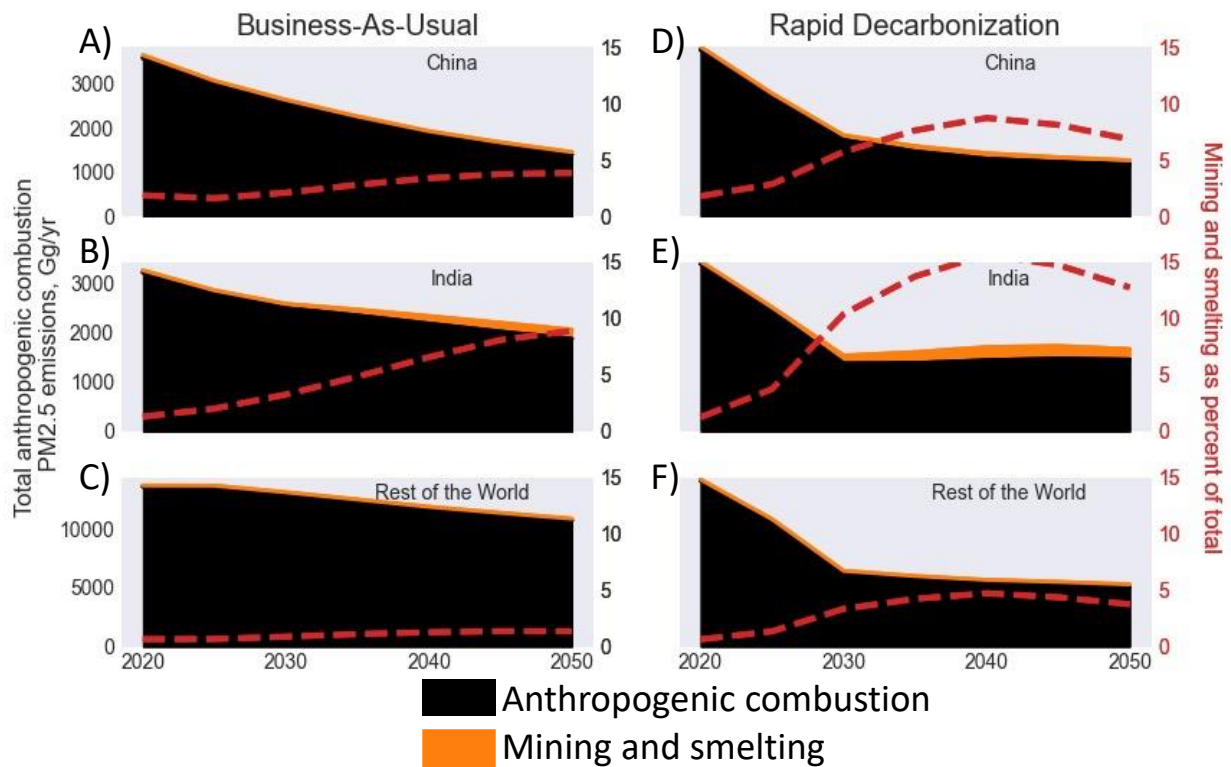 Business-As-Usual
Rapid Decarbonization
Total anthropogenic combustion
PM2.5 emissions, Gg/yr
A)
China
3000
2000
1000
0
15
10
5
0
B)
India
3000
2000
1000
0
15
10
5
0
C)
Rest of the World
10000
5000
0
15
10
5
0
2020
2030
2040
2050
D)
China
15
10
5
0
E)
India
15
10
5
0
F)
Rest of the World
15
10
5
0
2020
2030
2040
2050
Mining and smelting as percent of total
Anthropogenic combustion
Mining and smelting